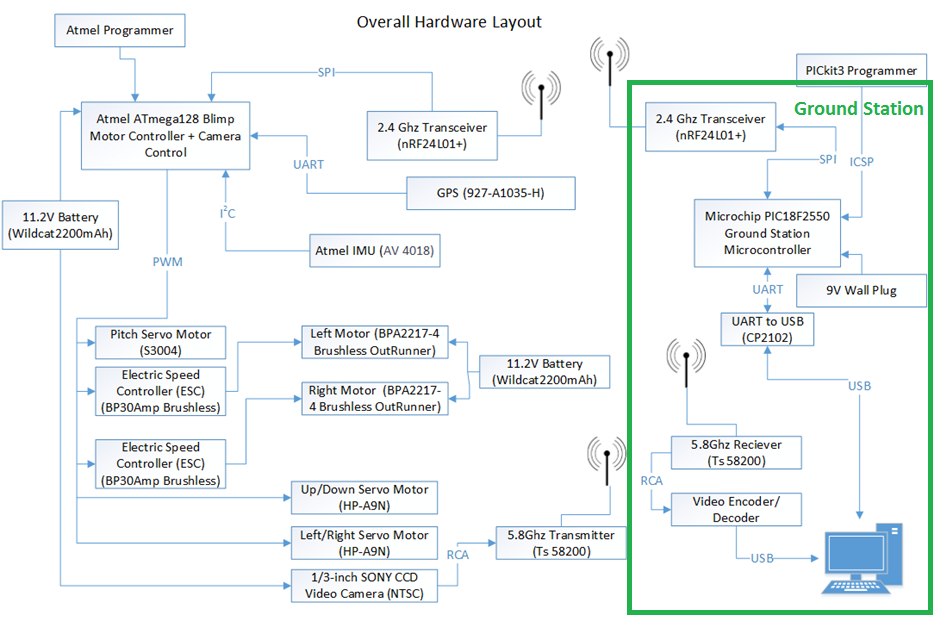 Overall Hardware Layout
Atmel Programmer
PICkit3 Programmer
Ground Station
SPI
Atmel ATmega128 Blimp
Motor Controller + Camera
Control
2.4 Ghz Transceiver
(nRF24L01+)
2.4 Ghz Transceiver
(nRF24L01+)
SPI
ICSP
UART
GPS (927-A1035-H)
I²C
11.2V Battery
(Wildcat2200mAh)
Atmel IMU (AV 4018)
Microchip PIC18F2550
Ground Station
Microcontroller
PWM
UART
9V Wall Plug
UART to USB
(CP2102)
Pitch Servo Motor
(S3004)
Left Motor (BPA2217-4
Brushless OutRunner)
Electric Speed
Controller (ESC)
(BP30Amp Brushless)
Right Motor (BPA2217-
4 Brushless OutRunner)
11.2V Battery
(Wildcat2200mAh)
USB
Electric Speed
Controller (ESC)
(BP30Amp Brushless)
5.8Ghz Reciever
(Ts 58200)
RCA
Up/Down Servo Motor
(HP-A9N)
Video Encoder/
Decoder
Left/Right Servo Motor
(HP-A9N)
5.8Ghz Transmitter
(Ts 58200)
RCA
USB
1/3-inch SONY CCD
Video Camera (NTSC)